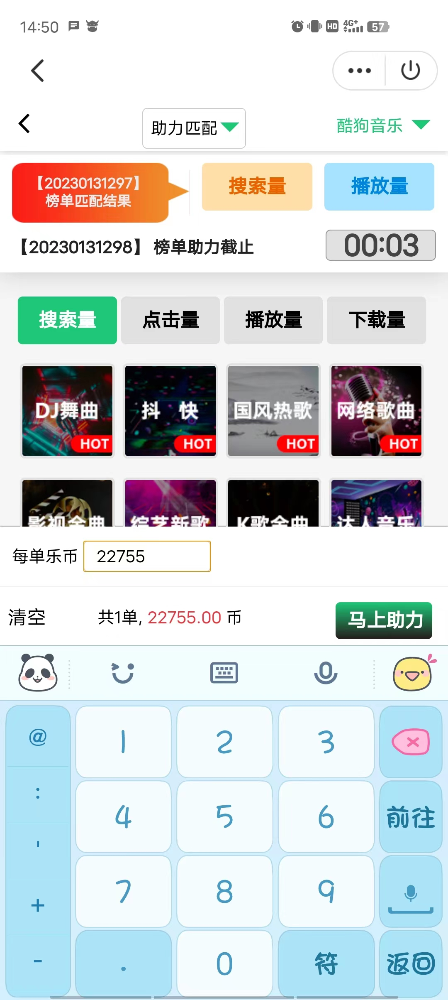 14:50
HD 4G+ 57
助力匹配
酷狗音乐
【20230131297】
榜单匹配结果
搜索量
播放量
【20230131298】 榜单助力截止
00:03
搜索量 点击量 播放量 下载量
DJ舞曲 抖 快 国风热歌 网络歌曲
HOT HOT HOT HOT
影视金曲 综艺新歌 K歌金曲 达人音乐
每单乐币 22755
清空 共1单, 22755.00 币 马上助力
@ 1 2 3
:
4 5 6 前往
'
7 8 9
+
-
. 0 符 返回